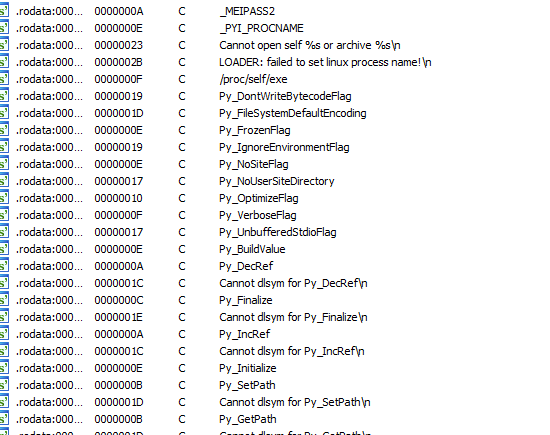 .rodata:000... 0000000A C _MEIPASS2
.rodata:000... 0000000E C _PYI_PROCNAME
.rodata:000... 00000023 C Cannot open self %s or archive %s\n
.rodata:000... 0000002B C LOADER: failed to set linux process name!\n
.rodata:000... 0000000F C /proc/self/exe
.rodata:000... 00000019 C Py_DontWriteBytecodeFlag
.rodata:000... 0000001D C Py_FileSystemDefaultEncoding
.rodata:000... 0000000E C Py_FrozenFlag
.rodata:000... 00000019 C Py_IgnoreEnvironmentFlag
.rodata:000... 0000000E C Py_NoSiteFlag
.rodata:000... 00000017 C Py_NoUserSiteDirectory
.rodata:000... 00000010 C Py_OptimizeFlag
.rodata:000... 0000000F C Py_VerboseFlag
.rodata:000... 00000017 C Py_UnbufferedStdioFlag
.rodata:000... 0000000E C Py_BuildValue
.rodata:000... 0000000A C Py_DecRef
.rodata:000... 0000001C C Cannot dlsym for Py_DecRef\n
.rodata:000... 0000000C C Py_Finalize
.rodata:000... 0000001E C Cannot dlsym for Py_Finalize\n
.rodata:000... 0000000A C Py_IncRef
.rodata:000... 0000001C C Cannot dlsym for Py_IncRef\n
.rodata:000... 0000000E C Py_Initialize
.rodata:000... 0000000B C Py_SetPath
.rodata:000... 0000001D C Cannot dlsym for Py_SetPath\n
.rodata:000... 0000000B C Py_GetPath
.rodata:000... 0000001D C Cannot dlsym for Py_GetPath\n